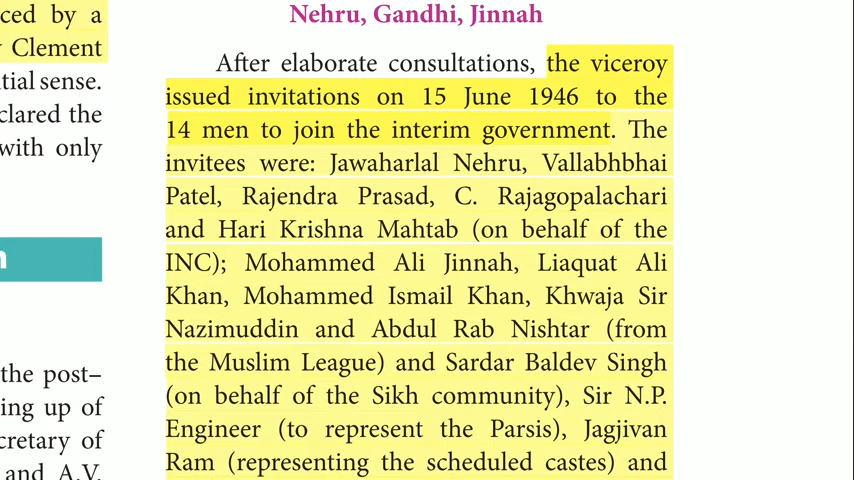 ced by a
Clement
tial sense.
clared the
with only
n
the post–
ing up of
cretary of
and A.V.
Nehru, Gandhi, Jinnah
After elaborate consultations, the viceroy
issued invitations on 15 June 1946 to the
14 men to join the interim government. The
invitees were: Jawaharlal Nehru, Vallabhbhai
Patel, Rajendra Prasad, C. Rajagopalachari
and Hari Krishna Mahtab (on behalf of the
INC); Mohammed Ali Jinnah, Liaquat Ali
Khan, Mohammed Ismail Khan, Khwaja Sir
Nazimuddin and Abdul Rab Nishtar (from
the Muslim League) and Sardar Baldev Singh
(on behalf of the Sikh community), Sir N.P.
Engineer (to represent the Parsis), Jagjivan
Ram (representing the scheduled castes) and